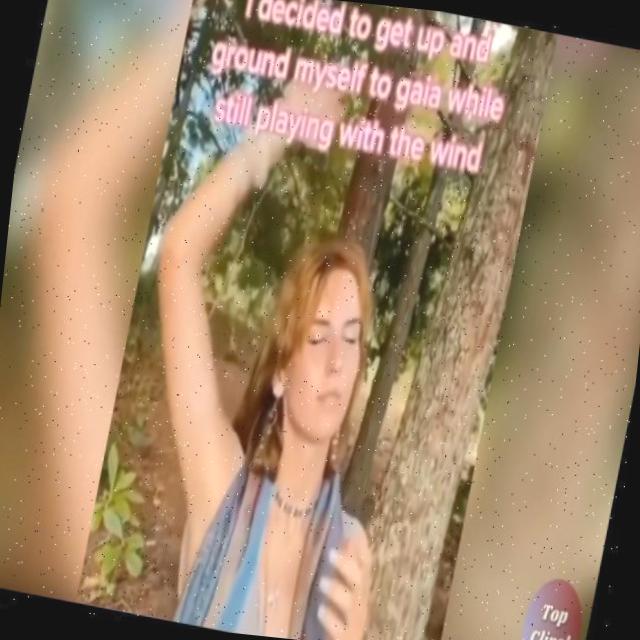 I decided to get up and
ground myself to gaia while
still playing with the wind
Top